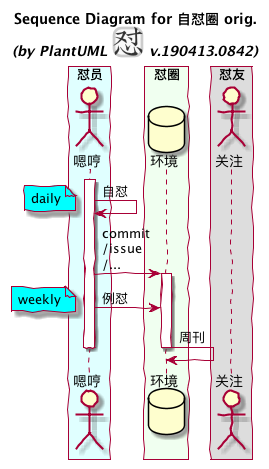 Sequence Diagram for 自怼圈 orig.
(by PlantUML 怼 v.190413.0842)
怼员 怼圈 怼友
嗯哼 环境 关注
daily 自怼
commit
/issue
/...
weekly 例怼
周刊
嗯哼 环境 关注